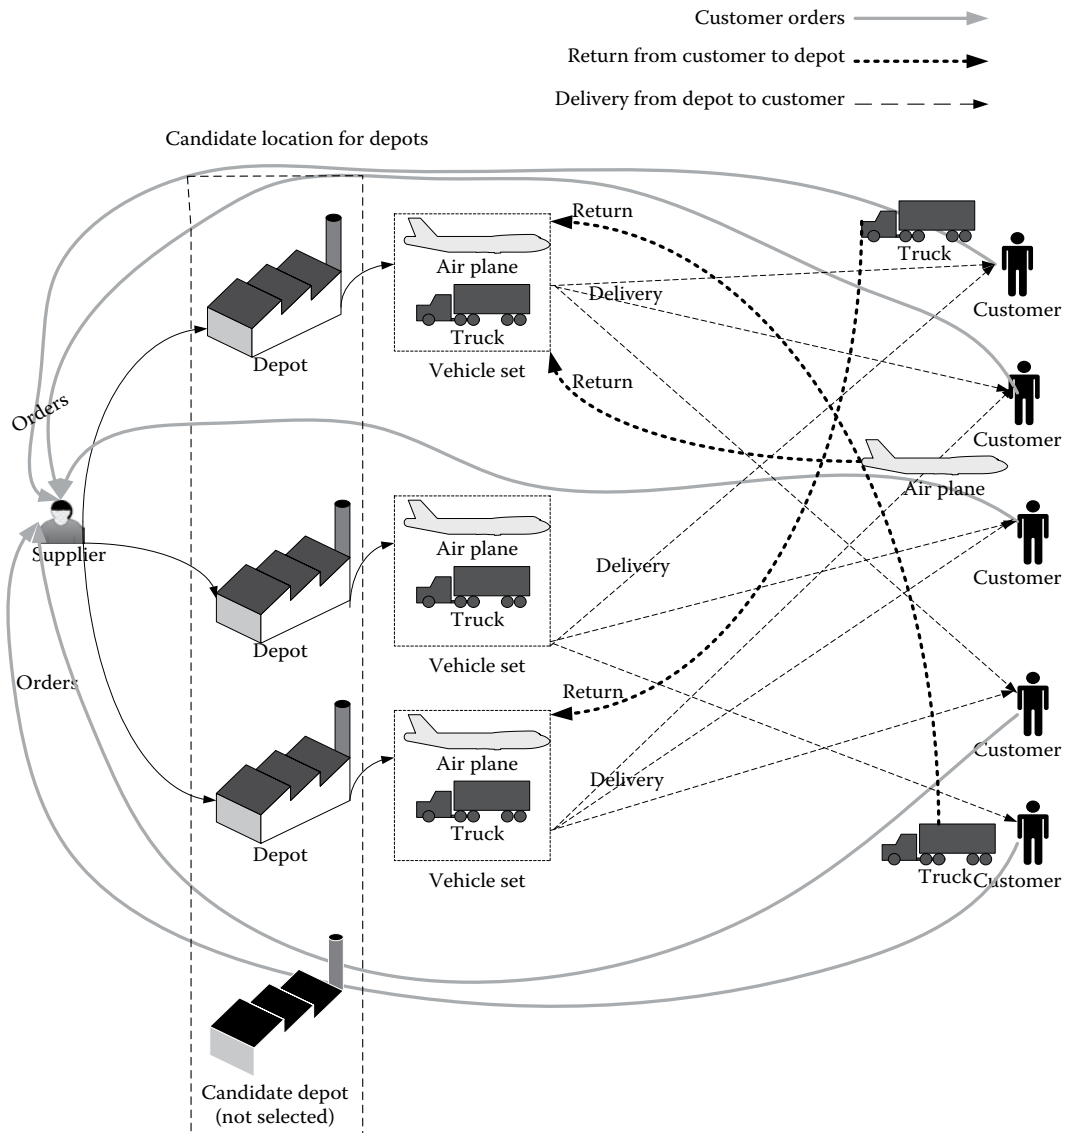 Customer orders
Return from customer to depot
Delivery from depot to customer
Candidate location for depots
Return
Truck
Air plane
Delivery
Customer
Truck
Depot
Vehicle set
Return
Orders
Customer
Air plane
Supplier
Air plane
Delivery
Customer
Truck
Depot
Vehicle set
Orders
Return
Customer
Air plane
Delivery
Truck
Depot
Vehicle set
Truck
Customer
Candidate depot
(not selected)